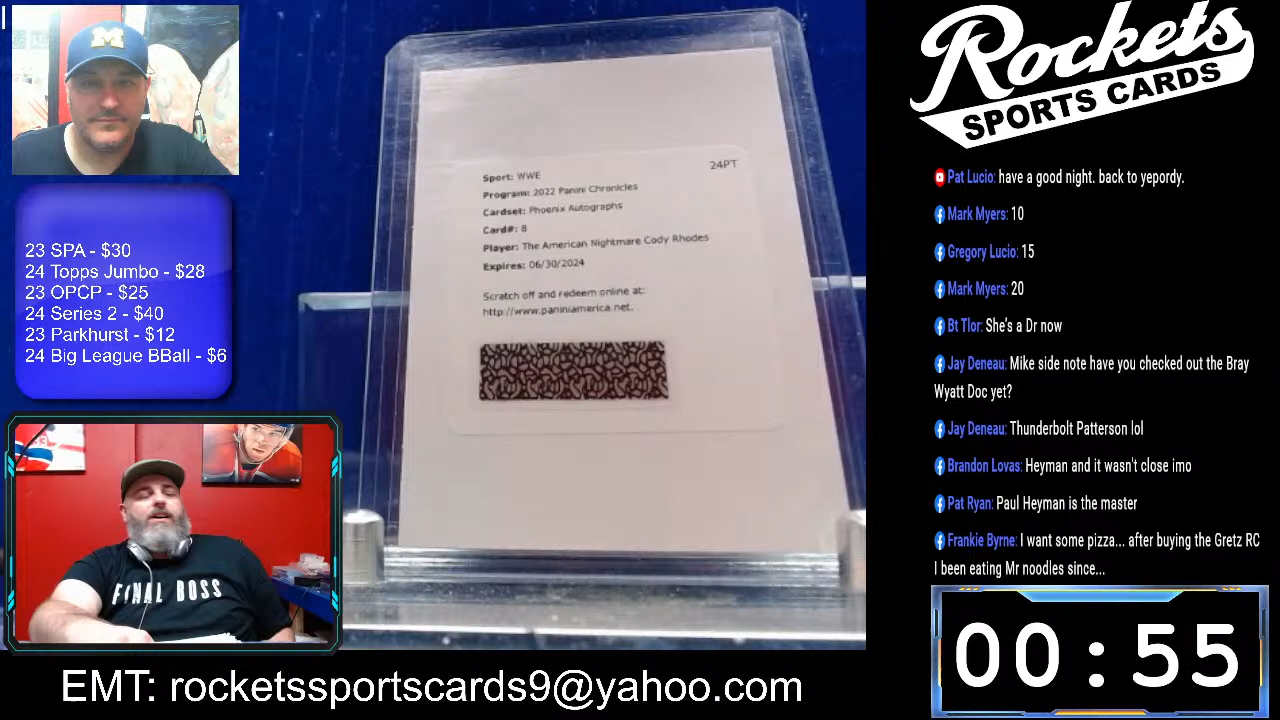 M
23 SPA - $30
24 Topps Jumbo - $28
23 OPCP - $25
24 Series 2 - $40
23 Parkhurst - $12
24 Big League BBall - $6
FINAL BOSS
24PT
Sport: WWE
Program: 2022 Panini Chronicles
Cardset: Phoenix Autographs
Card#: 8
Player: The American Nightmare Cody Rhodes
Expires: 06/30/2024
Scratch off and redeem online at:
http://www.paniniamerica.net.
Rockets
SPORTS CARDS
Pat Lucio: have a good night. back to yepordy.
Mark Myers: 10
Gregory Lucio: 15
Mark Myers: 20
Bt Tlor: She's a Dr now
Jay Deneau: Mike side note have you checked out the Bray
Wyatt Doc yet?
Jay Deneau: Thunderbolt Patterson lol
Brandon Lovas: Heyman and it wasn't close imo
Pat Ryan: Paul Heyman is the master
Frankie Byrne: I want some pizza... after buying the Gretz RC
I been eating Mr noodles since...
00:55
EMT: rocketssportscards9@yahoo.com